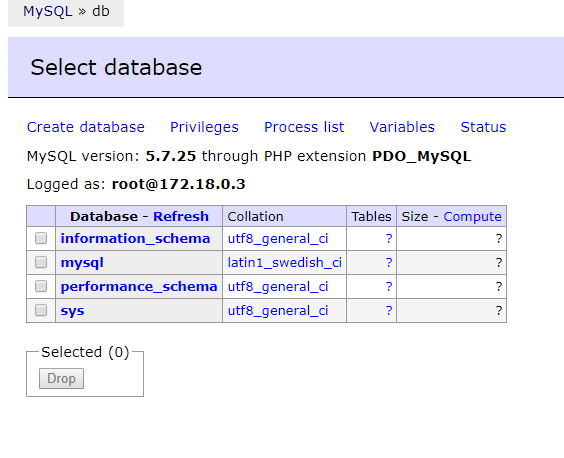 MySQL » db
Select database
Create database Privileges Process list Variables Status
MySQL version: 5.7.25 through PHP extension PDO_MySQL
Logged as: root@172.18.0.3
Database - Refresh Collation Tables Size - Compute
information_schema utf8_general_ci ? ?
mysql latin1_swedish_ci ? ?
performance_schema utf8_general_ci ? ?
sys utf8_general_ci ? ?
Selected (0)
Drop